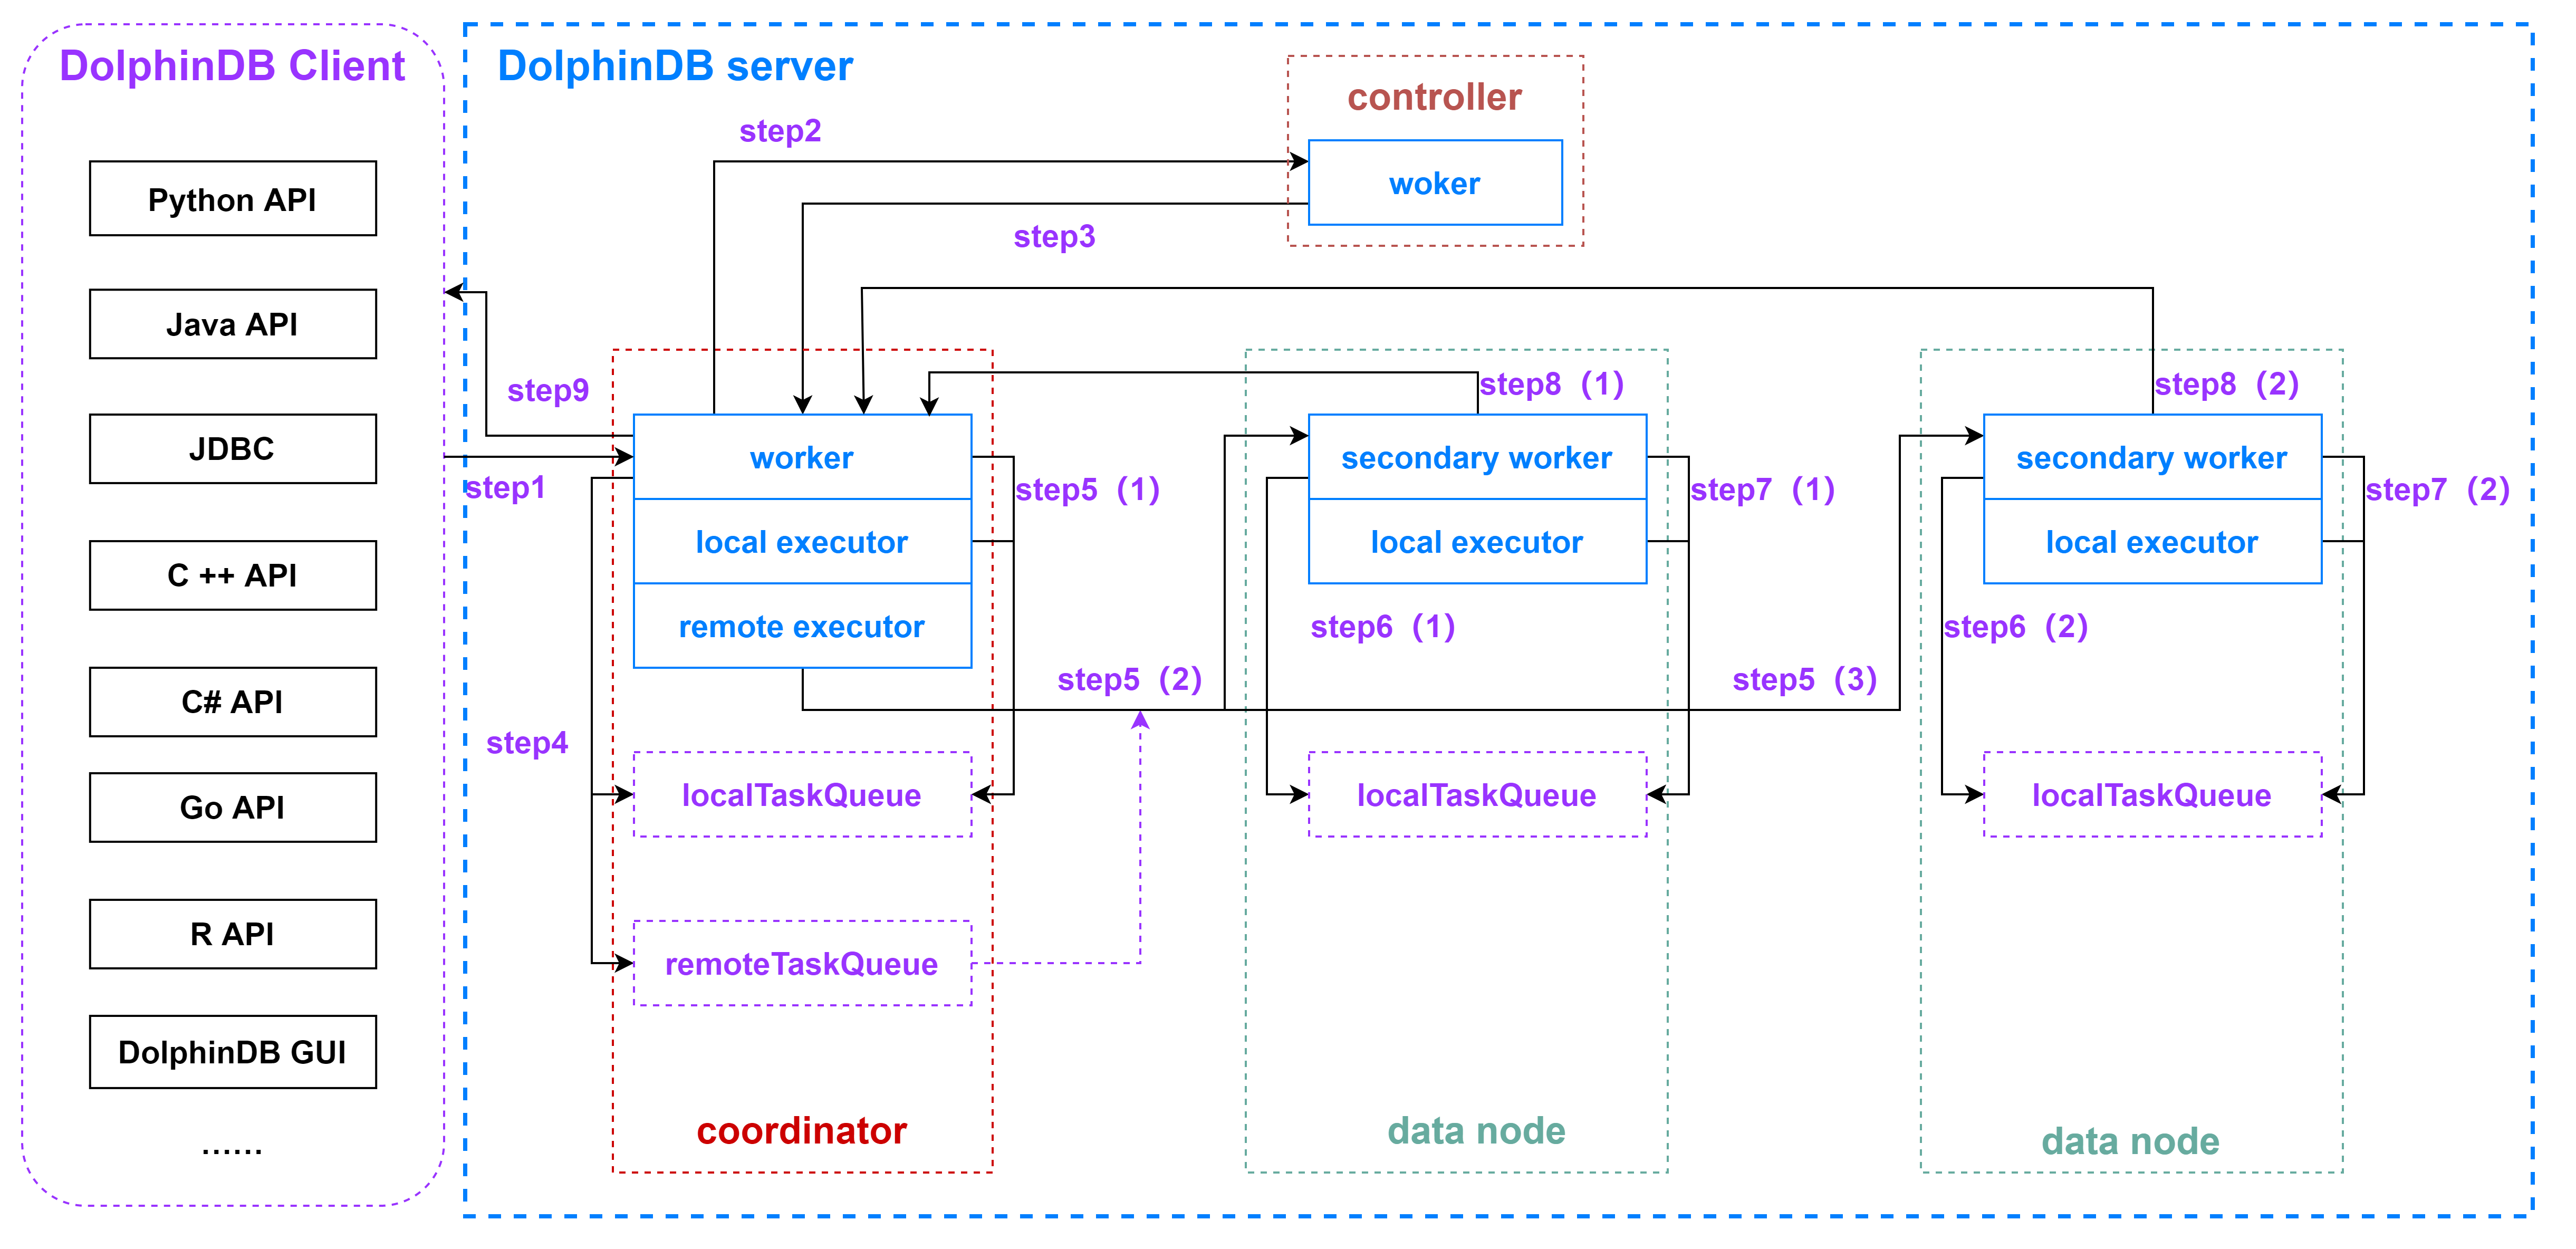 DolphinDB Client
Python API
Java API
JDBC
C ++ API
C# API
Go API
R API
DolphinDB GUI
……
DolphinDB server
controller
woker
step2
step3
step9
step1
step4
worker
local executor
remote executor
step5（1）
localTaskQueue
remoteTaskQueue
coordinator
step5（2）
step8（1）
secondary worker
local executor
step7（1）
step6（1）
localTaskQueue
data node
step5（3）
step8（2）
secondary worker
local executor
step7（2）
step6（2）
localTaskQueue
data node